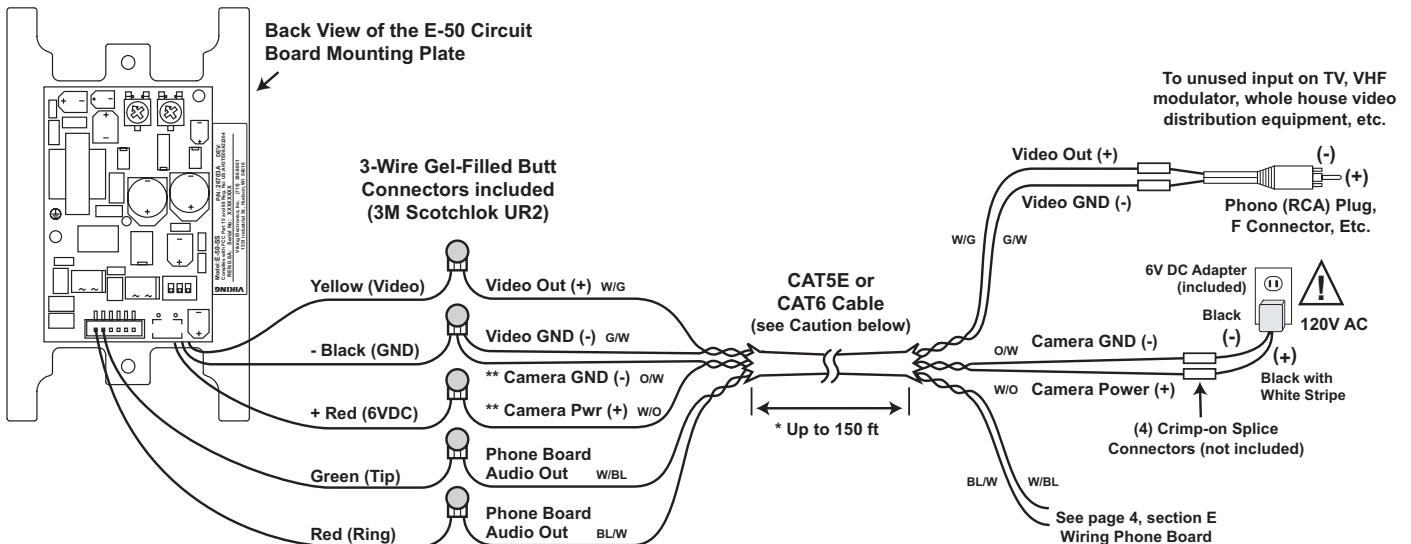 Back View of the E-50 Circuit
Board Mounting Plate
To unused input on TV, VHF
modulator, whole house video
distribution equipment, etc.
3-Wire Gel-Filled Butt
Connectors included
(3M Scotchlok UR2)
Video Out (+)
Video GND (-)
(-)
(+)
Phono (RCA) Plug,
F Connector, Etc.
W/G
G/W
Model: E-50-SS
VIKING
Yellow (Video)
Video Out (+) W/G
CAT5E or
CAT6 Cable
(see Caution below)
6V DC Adapter
(included)
Black
(-)
120V AC
(+)
Black with
White Stripe
- Black (GND)
Video GND (-) G/W
** Camera GND (-) O/W
O/W
Camera GND (-)
+ Red (6VDC)
** Camera Pwr (+) W/O
W/O
Camera Power (+)
* Up to 150 ft
(4) Crimp-on Splice
Connectors (not included)
Green (Tip)
Phone Board
Audio Out W/BL
BL/W
W/BL
Red (Ring)
Phone Board
Audio Out BL/W
See page 4, section E
Wiring Phone Board